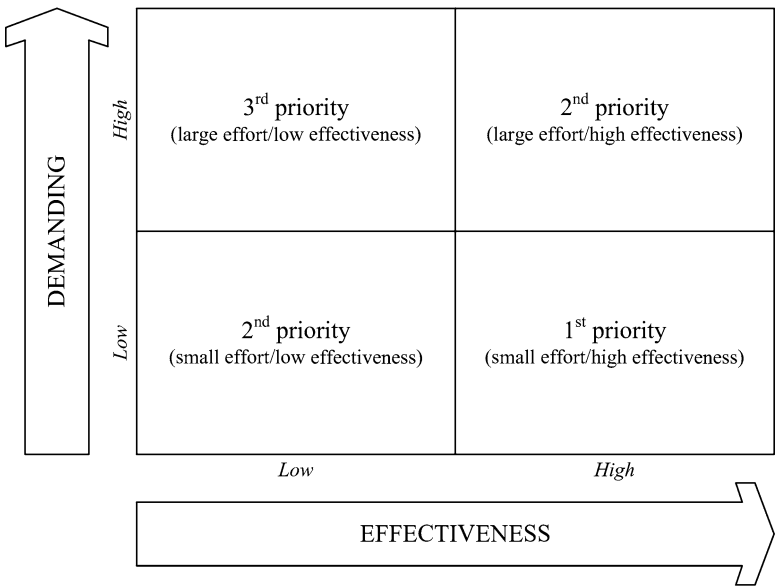 High
3rd priority
(large effort/low effectiveness)
2nd priority
(large effort/high effectiveness)
DEMANDING
Low
2nd priority
(small effort/low effectiveness)
1st priority
(small effort/high effectiveness)
Low
High
EFFECTIVENESS